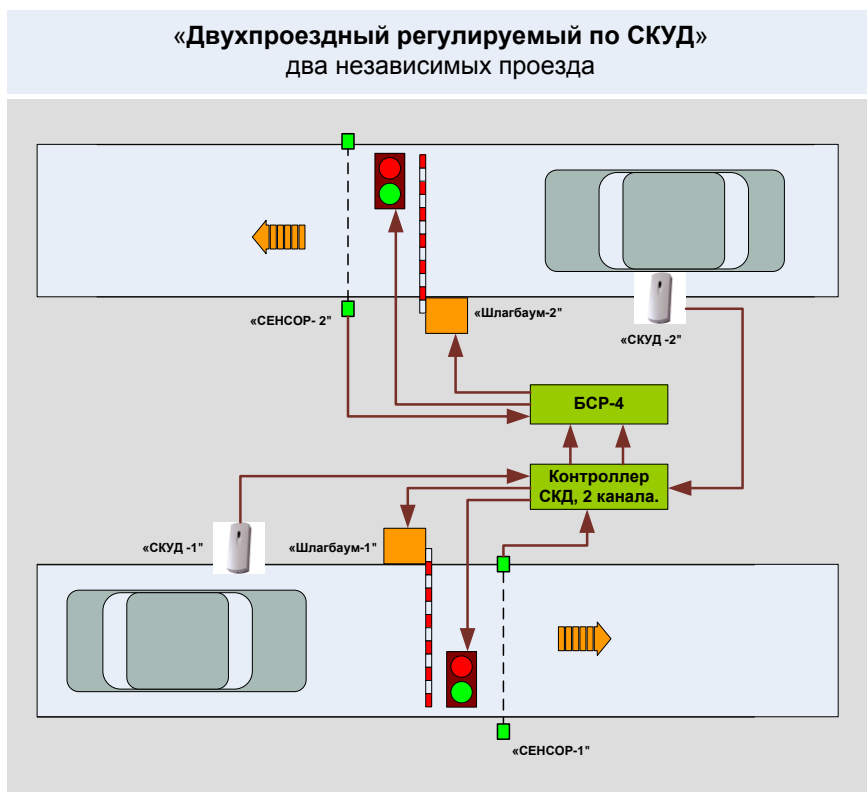 «Двухпроездный регулируемый по СКУД»
два независимых проезда
«СЕНСОР- 2"
«Шлагбаум-2"
«СКУД -2"
БСР-4
Контроллер
СКД, 2 канала.
«СКУД -1"
«Шлагбаум-1"
«СЕНСОР-1"